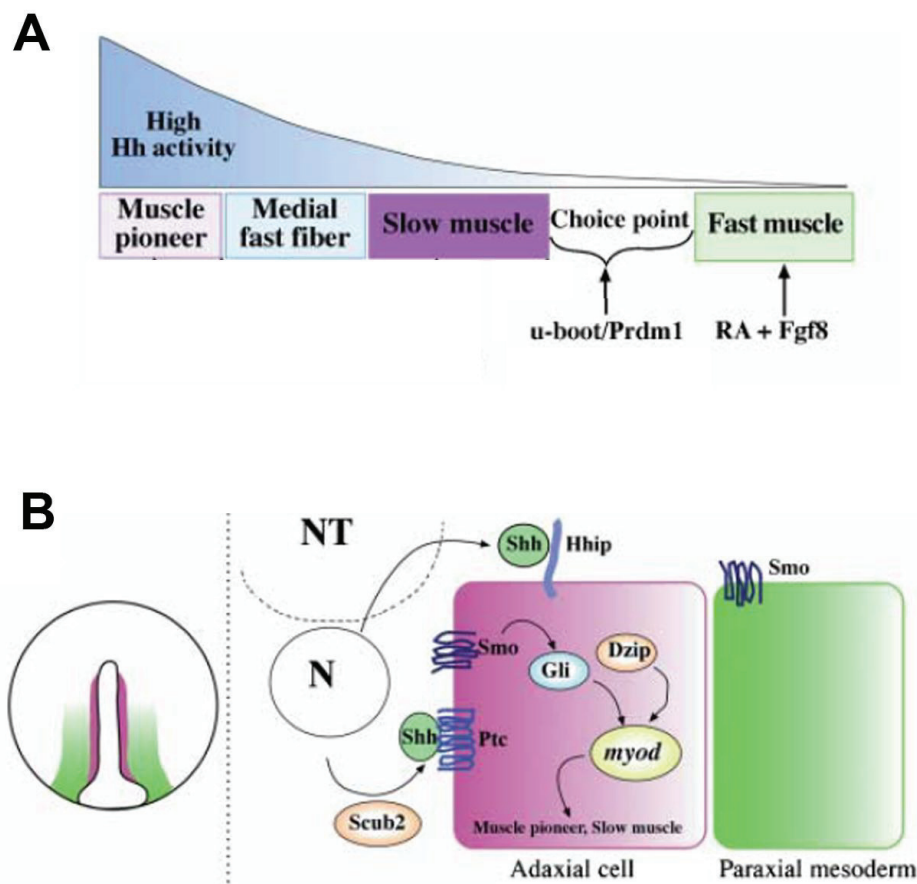 A
High
Hh activity
Muscle
pioneer
Medial
fast fiber
Slow muscle
Choice point
Fast muscle
u-boot/Prdm1
RA + Fgf8
B
NT
Shh
Hhip
Smo
N
Smo
Gli
Dzip
Shh
Ptc
myod
Scub2
Muscle pioneer, Slow muscle
Adaxial cell
Paraxial mesoderm